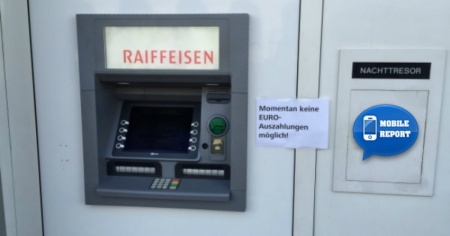 RAIFFEISEN
Momentan keine
EURO-
Auszahlungen
möglich!
NACHTTRESOR
MOBILE
REPORT